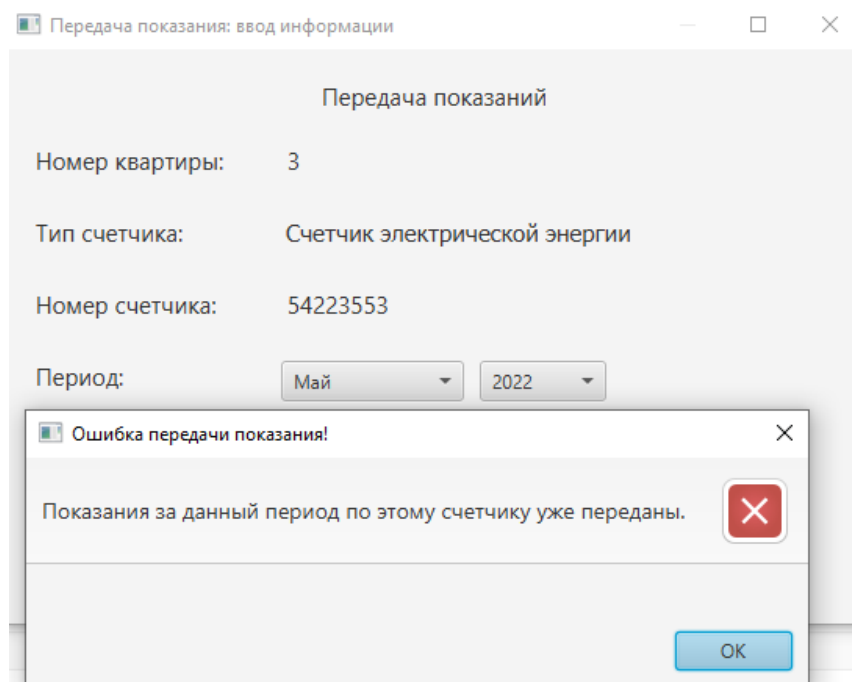 Передача показания: ввод информации
Передача показаний
Номер квартиры: 3
Тип счетчика: Счетчик электрической энергии
Номер счетчика: 54223553
Период: Май 2022
Ошибка передачи показания!
Показания за данный период по этому счетчику уже переданы.
OK